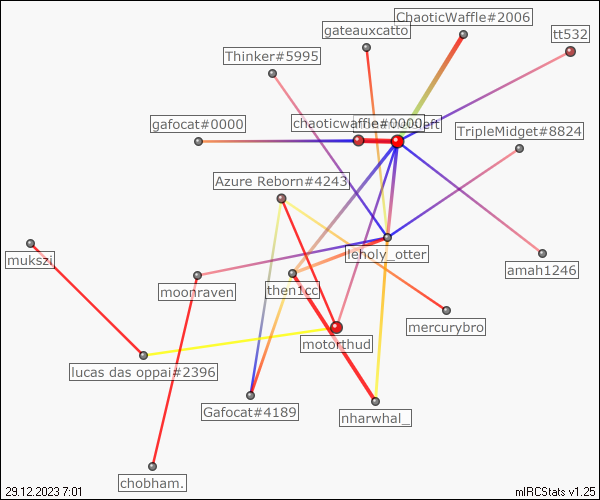 ChaoticWaffle#2006
gateauxcatto
tt532
Thinker#5995
gafocat#0000
chaoticwaffle#0000
TripleMidget#8824
Azure Reborn#4243
mukszi
leholy_otter
amah1246
moonraven
then1cc
mercurybro
motorthud
lucas das oppai#2396
Gafocat#4189
nharwhal_
chobham.
29.12.2023 7:01
mIRCStats v1.25